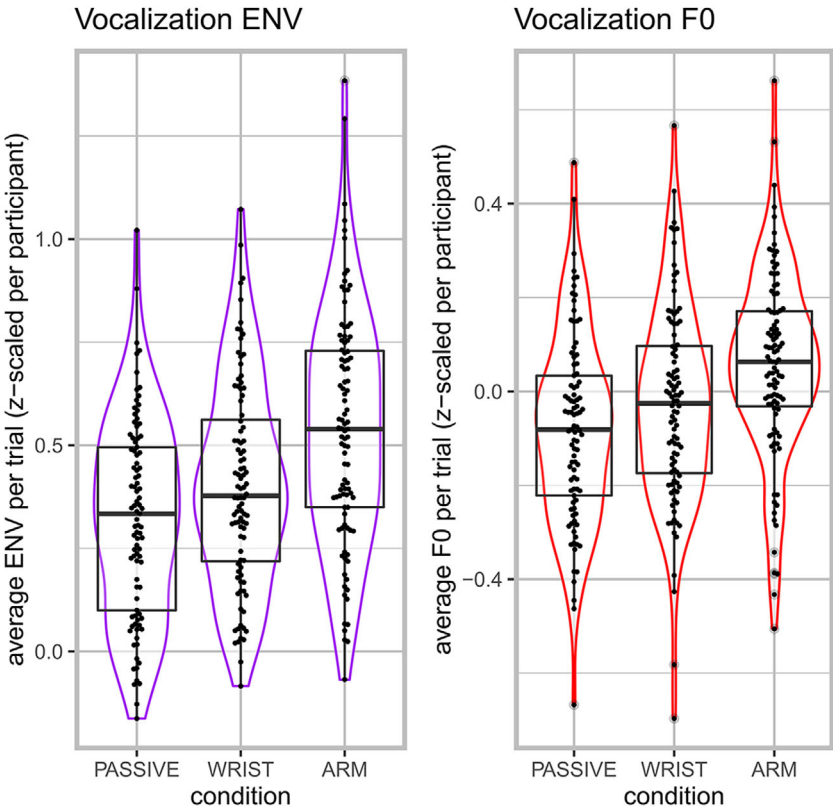 Vocalization ENV
average ENV per trial (z−scaled per participant)
1.0
0.5
0.0
PASSIVE WRIST ARM
condition
Vocalization F0
average F0 per trial (z−scaled per participant)
0.4
0.0
−0.4
PASSIVE WRIST ARM
condition